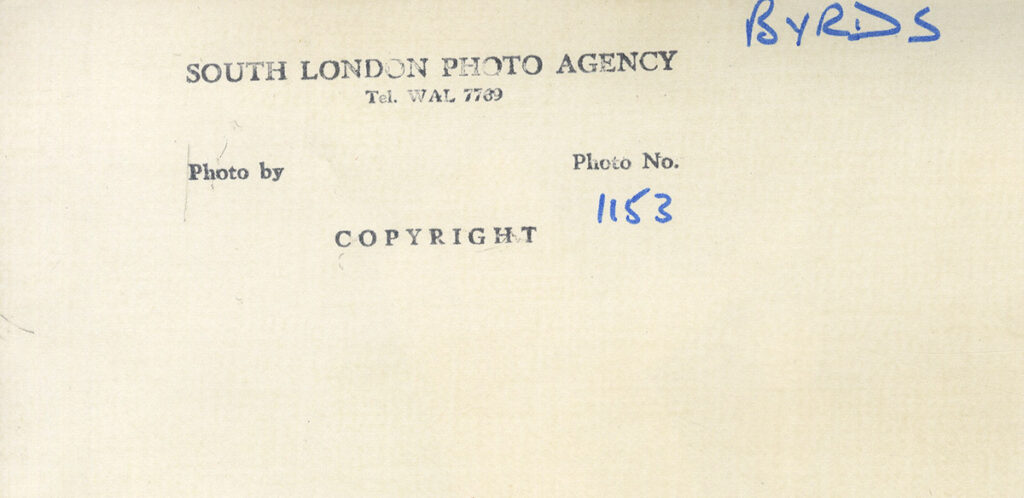 BYRDS
SOUTH LONDON PHOTO AGENCY
Tel. WAL 7769
Photo by
Photo No.
1153
COPYRIGHT